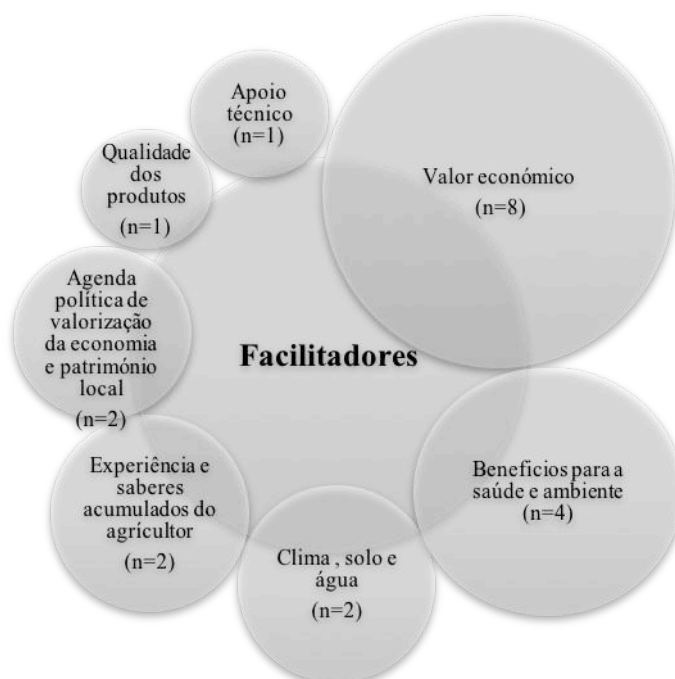 Apoio
técnico
(n=1)
Qualidade
dos
produtos
(n=1)
Valor económico
(n=8)
Agenda
política de
valorização
da economia
e património
local
(n=2)
Facilitadores
Experiência e
saberes
acumulados do
agrícultor
(n=2)
Clima , solo e
água
(n=2)
Beneficios para a
saúde e ambiente
(n=4)